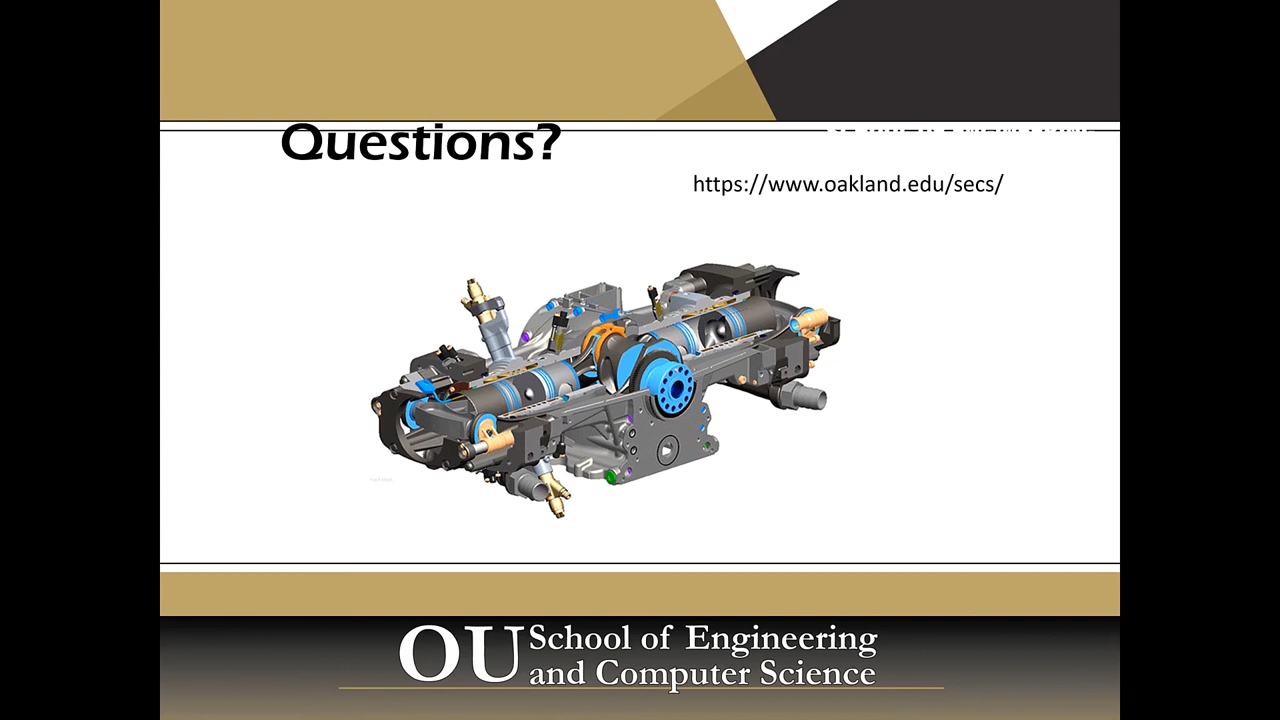 Questions?
https://www.oakland.edu/secs/
OU School of Engineering
and Computer Science